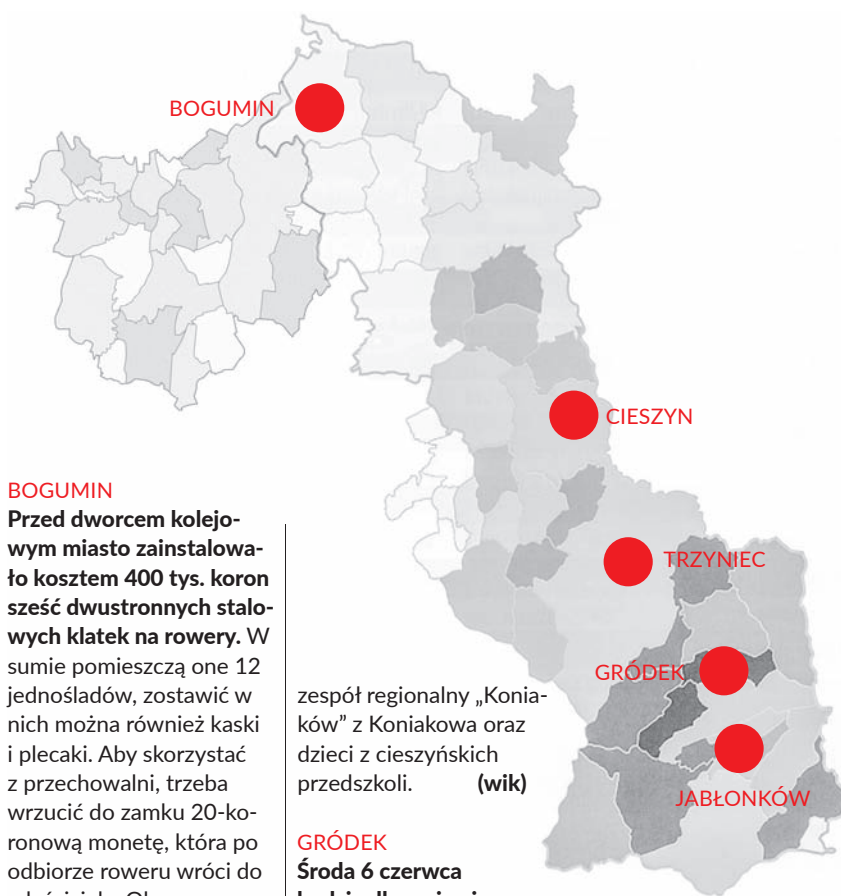 BOGUMIN
CIESZYN
TRZYNIEC
GRÓDEK
JABŁONKÓW
BOGUMIN
Przed dworcem kolejo-
wym miasto zainstalowa-
ło kosztem 400 tys. koron
sześć dwustronnych stalo-
wych klatek na rowery. W
sumie pomieszczą one 12
jednośladów, zostawić w
nich można również kaski
i plecaki. Aby skorzystać
z przechowalni, trzeba
wrzucić do zamku 20-ko-
ronową monetę, która po
odbiorze roweru wróci do
zespół regionalny „Konia-
ków” z Koniakowa oraz
dzieci z cieszyńskich
przedszkoli. (wik)
GRÓDEK
Środa 6 czerwca